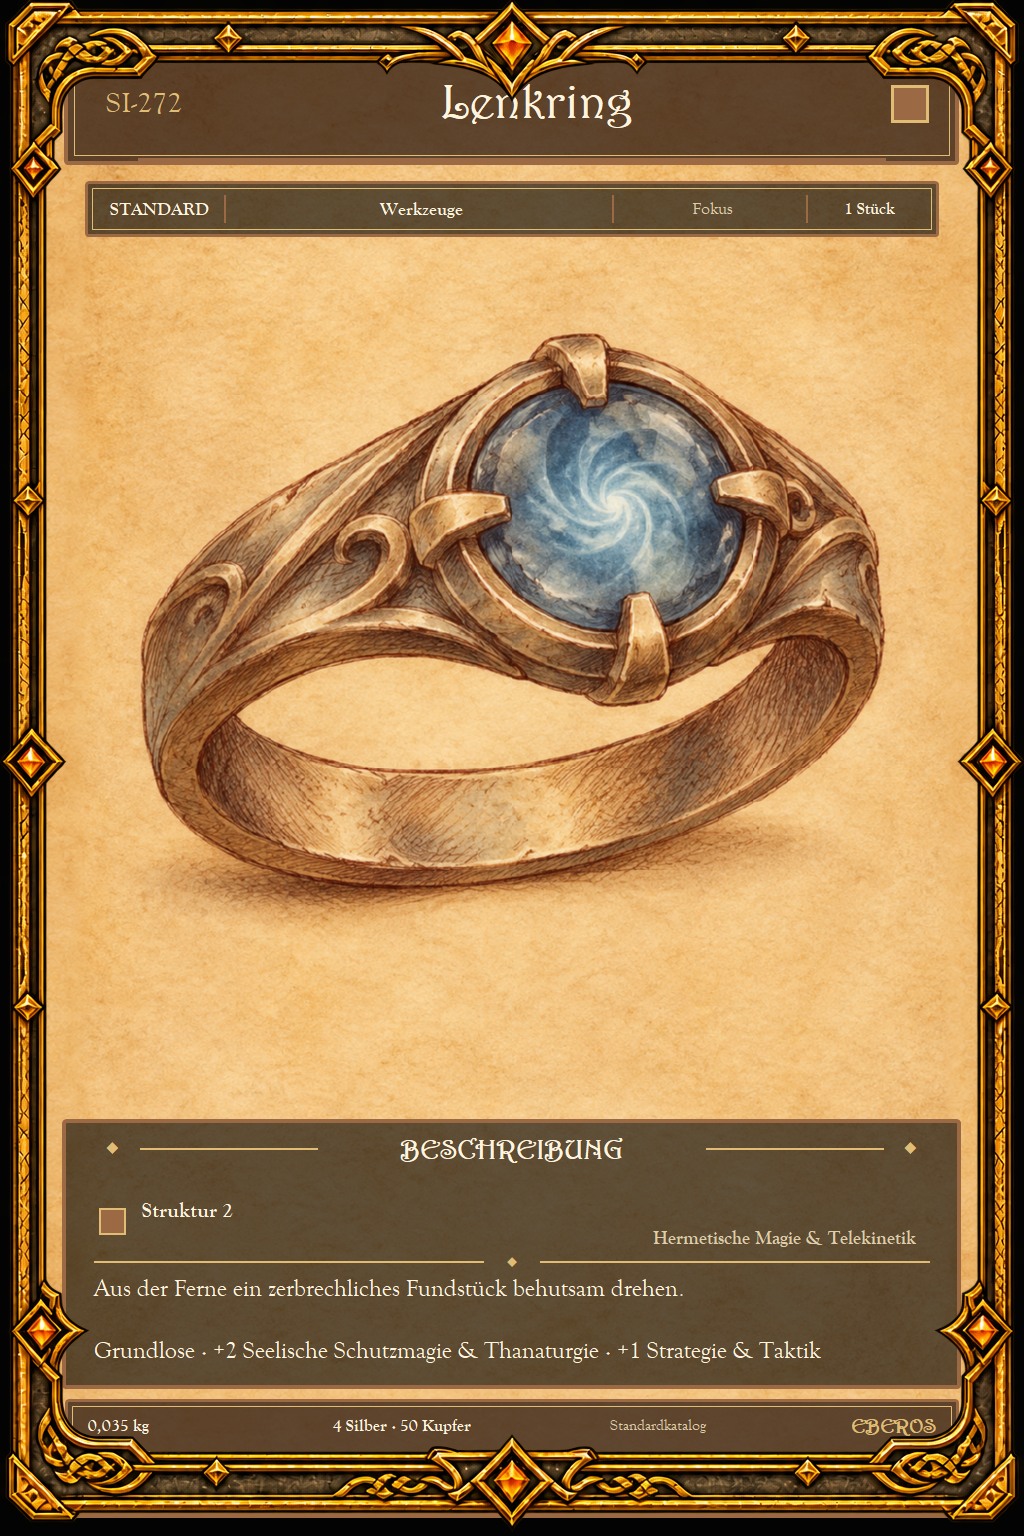 SI-272
Lenkring
STANDARD
Werkzeuge
Fokus
1 Stück
BESCHREIBUNG
Struktur 2
Hermetische Magie & Telekinetik
Aus der Ferne ein zerbrechliches Fundstück behutsam drehen.
Grundlose · +2 Seelische Schutzmagie & Thanaturgie · +1 Strategie & Taktik
0,035 kg
4 Silber · 50 Kupfer
Standardkatalog
EBEROS